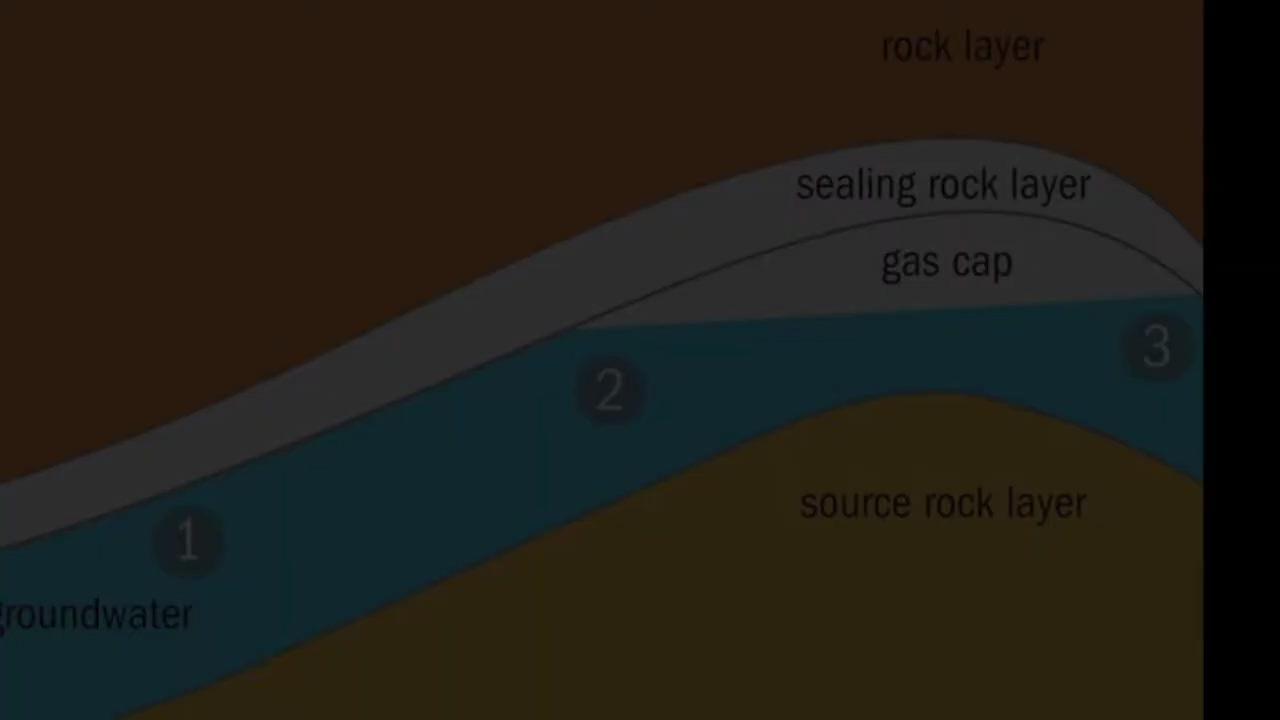 rock layer
sealing rock layer
gas cap
3
2
source rock layer
1
groundwater